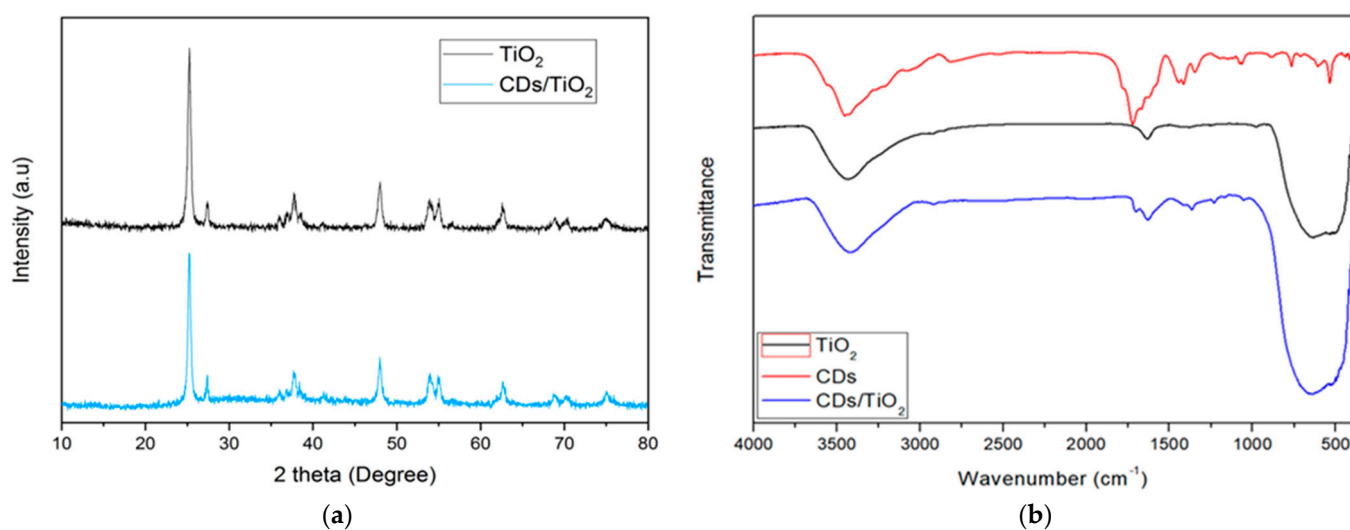 TiO₂
CDs/TiO₂
Intensity (a.u)
10 20 30 40 50 60 70 80
2 theta (Degree)
(a)
Transmittance
TiO₂
CDs
CDs/TiO₂
4000 3500 3000 2500 2000 1500 1000 500
Wavenumber (cm⁻¹)
(b)